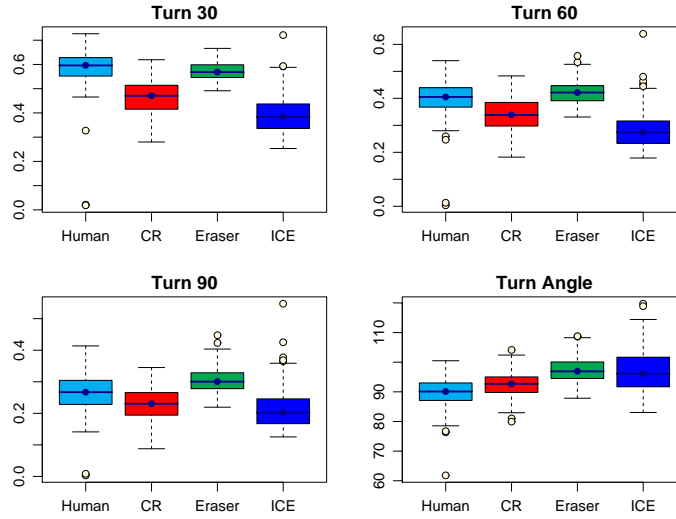 Turn 30
0.0 0.2 0.4 0.6
Human CR Eraser ICE
Turn 60
0.0 0.2 0.4 0.6
Human CR Eraser ICE
Turn 90
0.0 0.2 0.4
Human CR Eraser ICE
Turn Angle
60 70 80 90 110
Human CR Eraser ICE